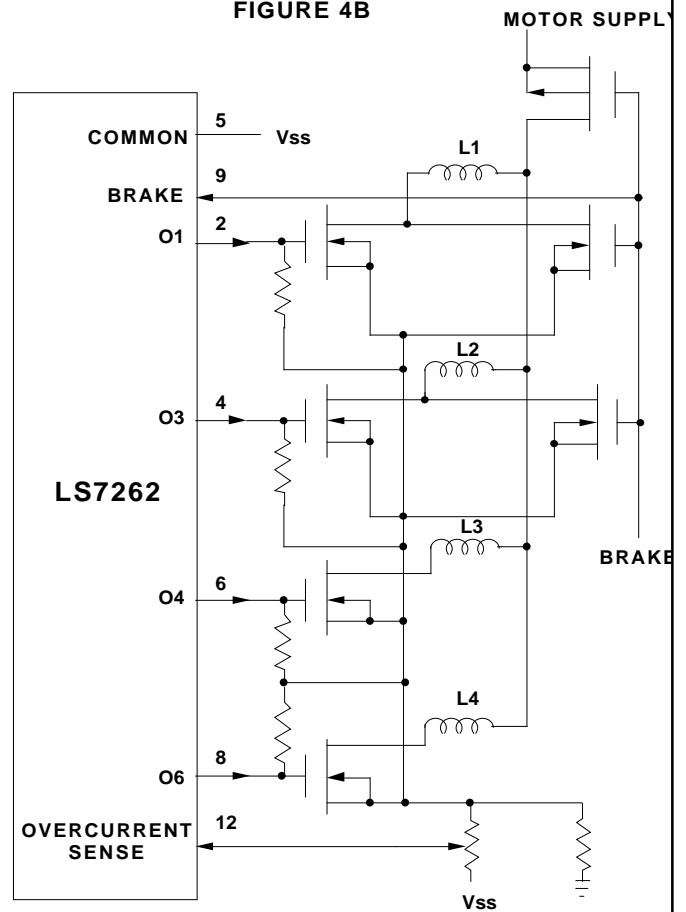 FIGURE 4B
MOTOR SUPPLY
COMMON
5
Vss
L1
BRAKE
9
O1
2
L2
O3
4
LS7262
L3
BRAKE
O4
6
L4
O6
8
OVERCURRENT
SENSE
12
Vss